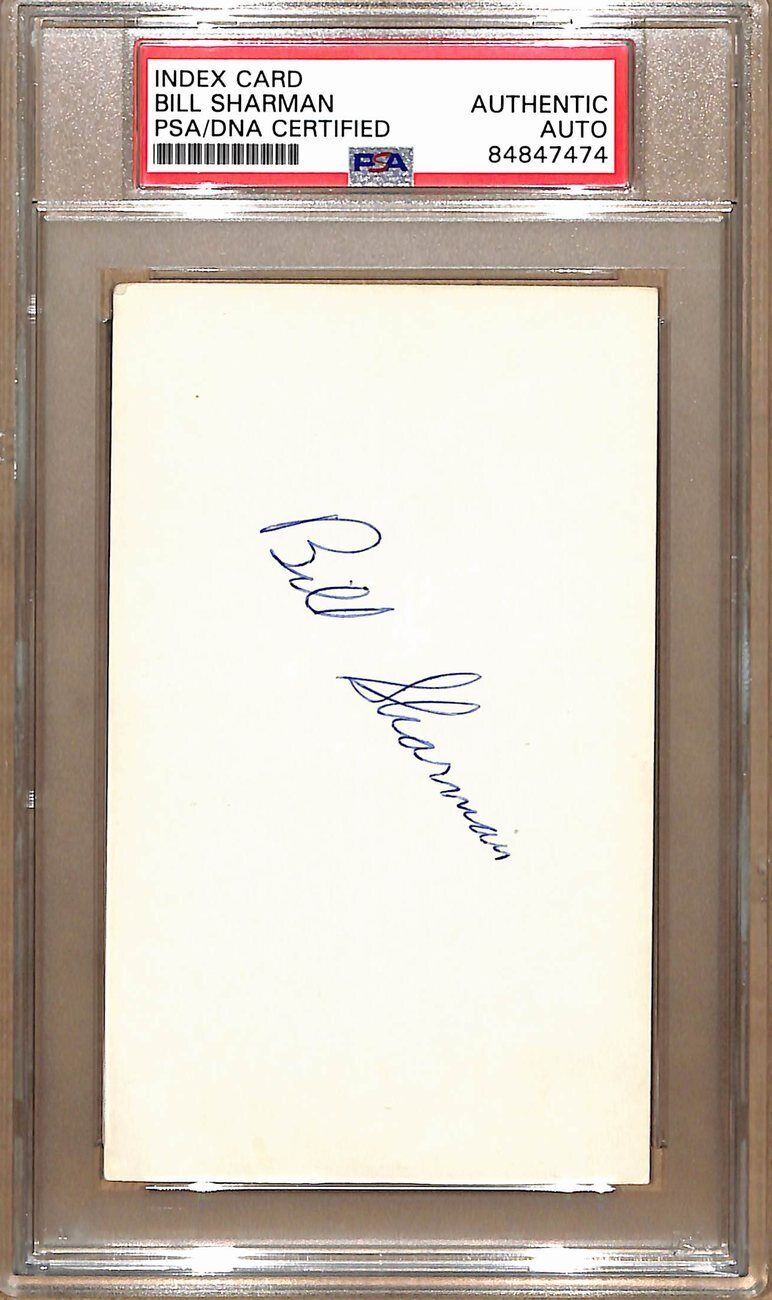 INDEX CARD
BILL SHARMAN
PSA/DNA CERTIFIED
AUTHENTIC
AUTO
84847474
PSA
Bill
Sharman